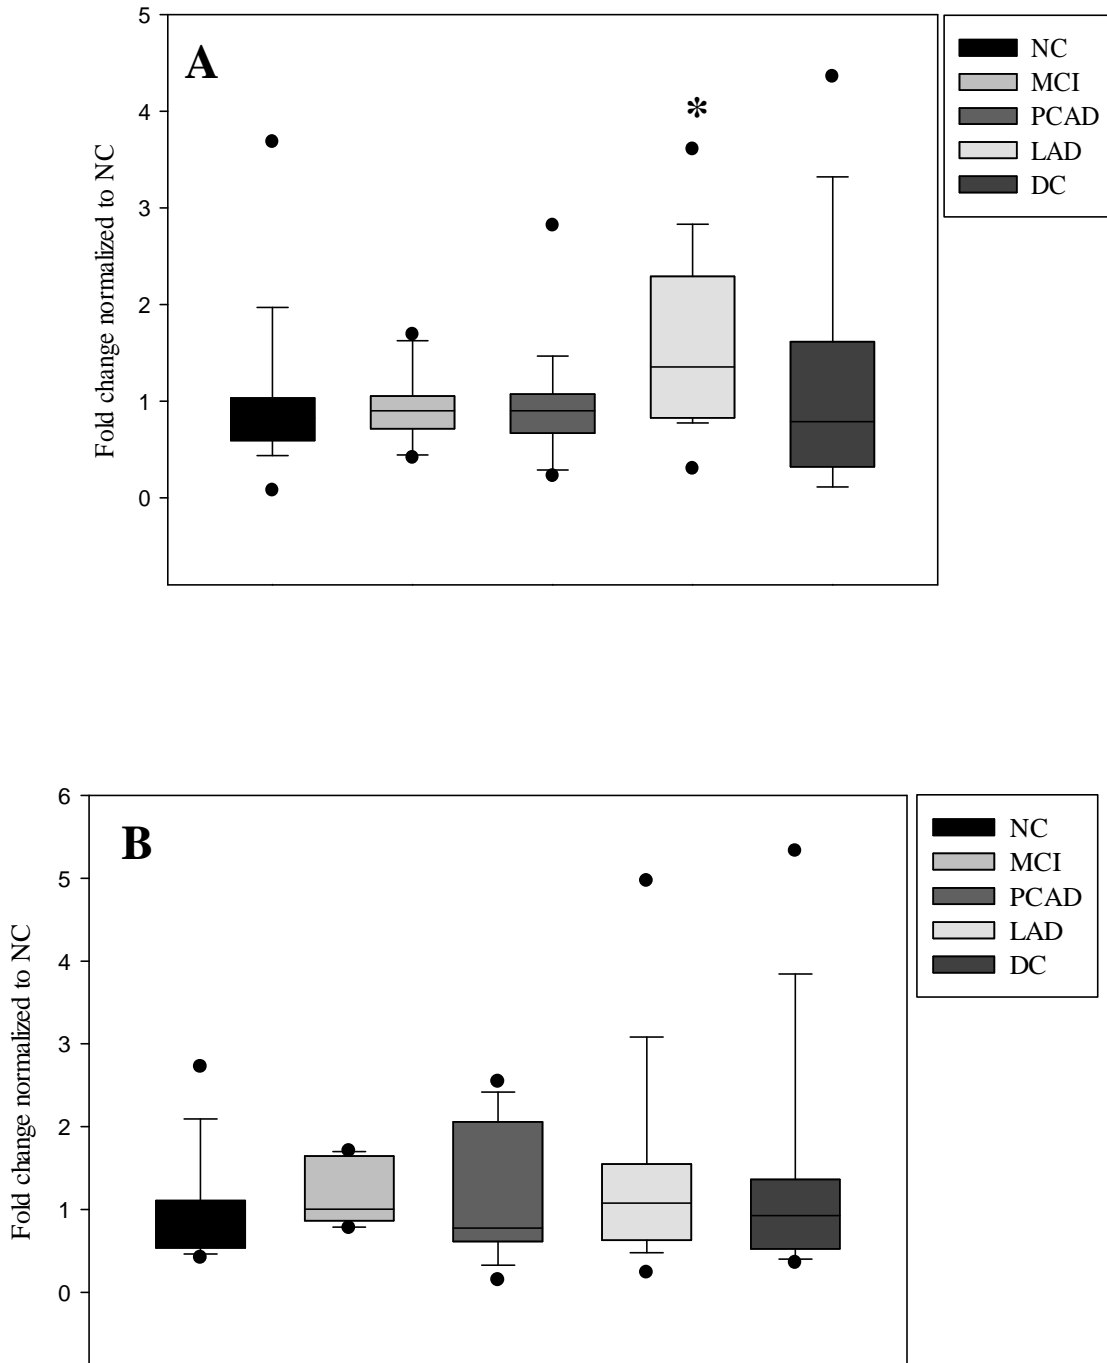 A
*
5
4
3
2
1
0
Fold change normalized to NC
NC
MCI
PCAD
LAD
DC
B
6
5
4
3
2
1
0
Fold change normalized to NC
NC
MCI
PCAD
LAD
DC